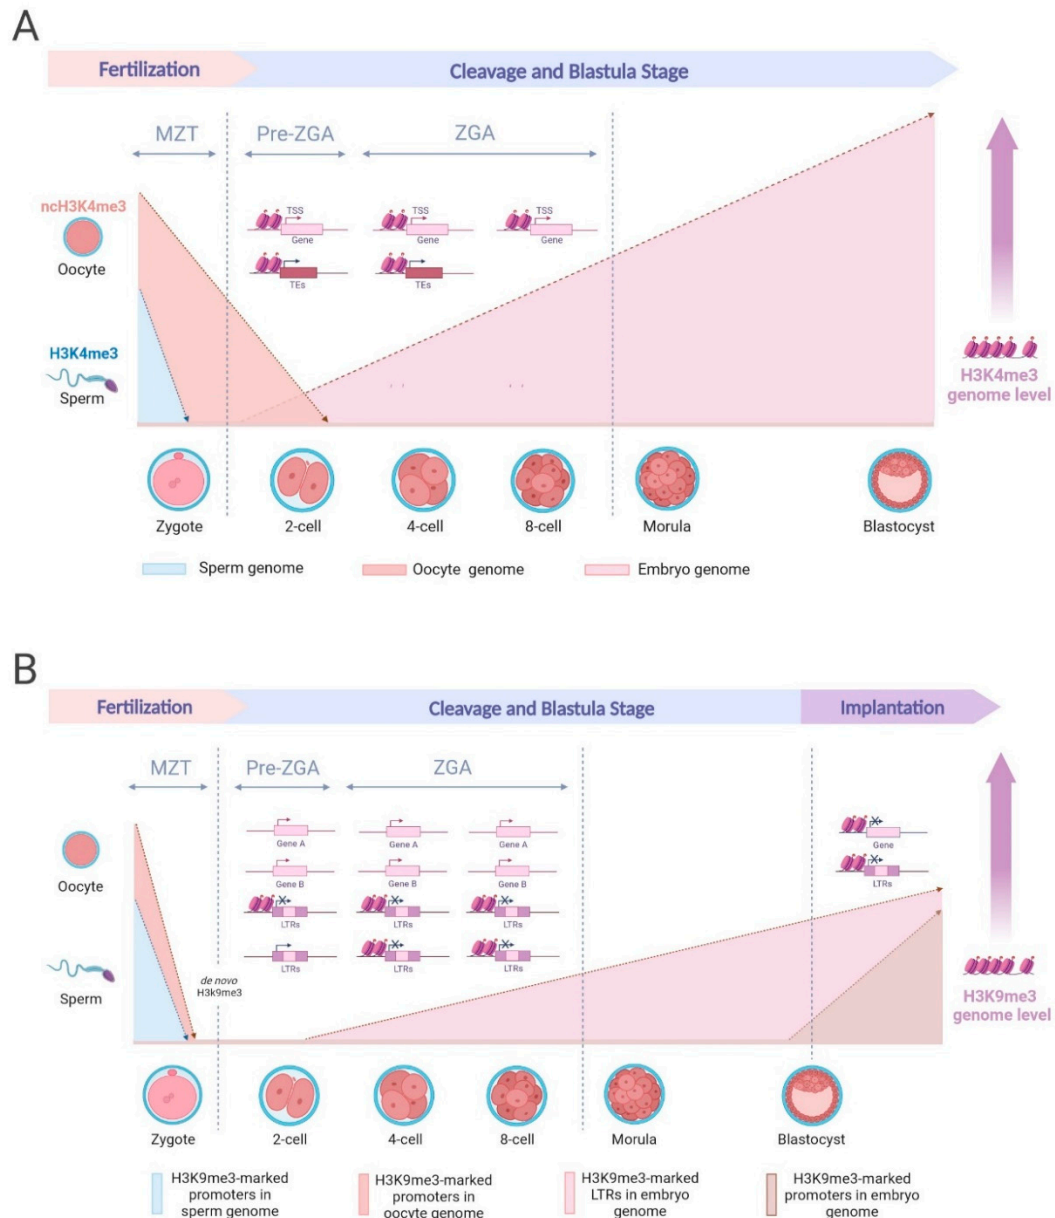 A
Fertilization
Cleavage and Blastula Stage
MZT
Pre-ZGA
ZGA
ncH3K4me3
Oocyte
H3K4me3
Sperm
TSS
Gene
TEs
TSS
Gene
TEs
TSS
Gene
H3K4me3
genome level
Zygote
2-cell
4-cell
8-cell
Morula
Blastocyst
Sperm genome
Oocyte genome
Embryo genome
B
Fertilization
Cleavage and Blastula Stage
Implantation
MZT
Pre-ZGA
ZGA
Oocyte
Sperm
de novo
H3k9me3
Gene A
Gene B
LTRs
LTRs
Gene A
Gene B
LTRs
LTRs
Gene A
Gene B
LTRs
LTRs
Gene
LTRs
H3K9me3
genome level
Zygote
2-cell
4-cell
8-cell
Morula
Blastocyst
H3K9me3-marked
promoters in
sperm genome
H3K9me3-marked
promoters in
oocyte genome
H3K9me3-marked
LTRs in embryo
genome
H3K9me3-marked
promoters in embryo
genome